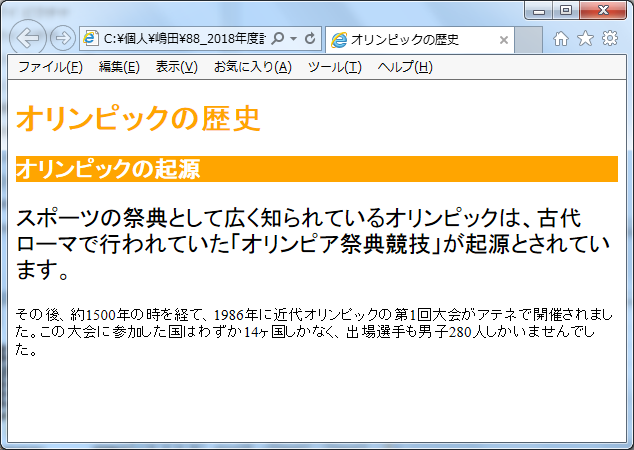 C:¥個人¥嶋田¥88_2018年度
オリンピックの歴史
ファイル(F) 編集(E) 表示(V) お気に入り(A) ツール(T) ヘルプ(H)
オリンピックの歴史
オリンピックの起源
スポーツの祭典として広く知られているオリンピックは、古代
ローマで行われていた「オリンピア祭典競技」が起源とされてい
ます。
その後、約1500年の時を経て、1986年に近代オリンピックの第1回大会がアテネで開催されまし
た。この大会に参加した国はわずか14ヶ国しかなく、出場選手も男子280人しかいませんでし
た。